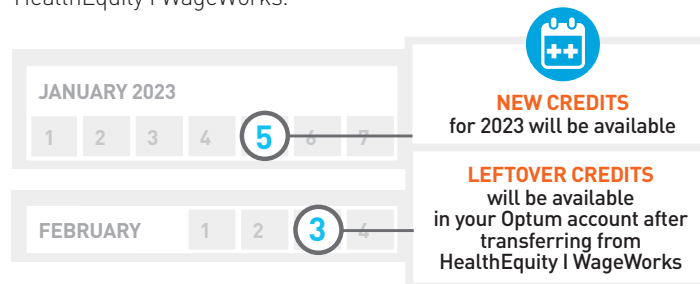 HealthEquity I WageWorks.
JANUARY 2023
1 2 3 4 5 6 7
NEW CREDITS
for 2023 will be available
FEBRUARY 1 2 3 4
LEFTOVER CREDITS
will be available
in your Optum account after
transferring from
HealthEquity I WageWorks